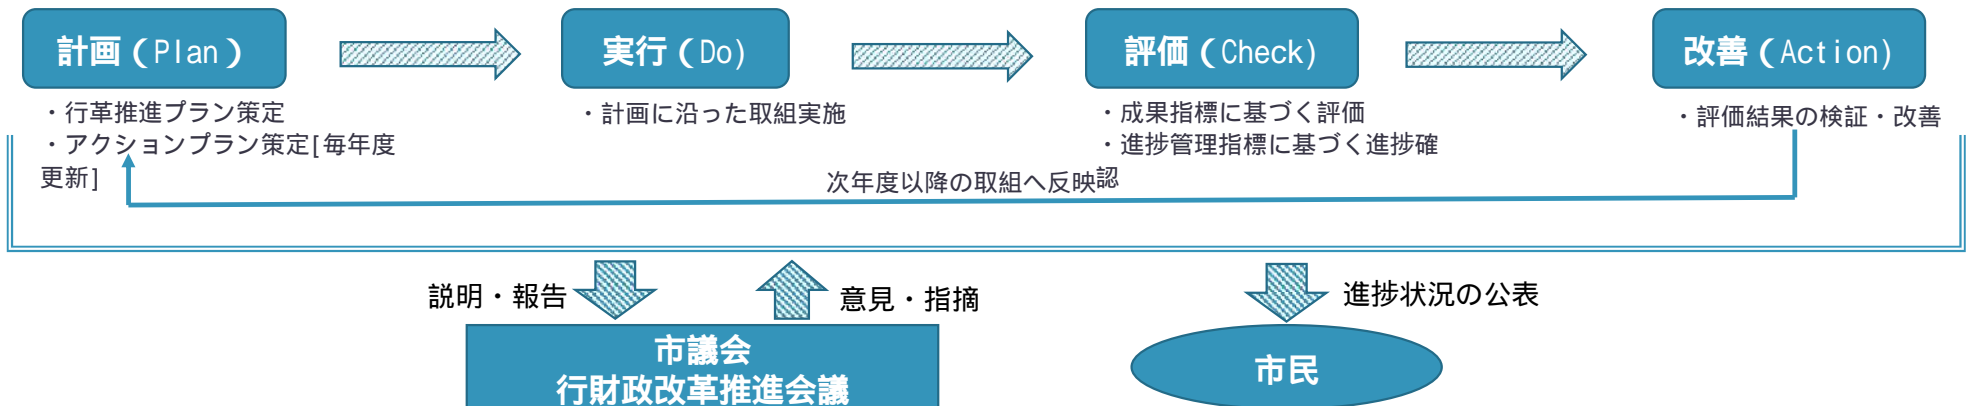 計画（Plan）
実行（Do)
評価（Check)
改善（Action)
・行革推進プラン策定
・アクションプラン策定[毎年度
更新]
・計画に沿った取組実施
・成果指標に基づく評価
・進捗管理指標に基づく進捗確
認
・評価結果の検証・改善
次年度以降の取組へ反映
説明・報告
意見・指摘
進捗状況の公表
市議会
行財政改革推進会議
市民